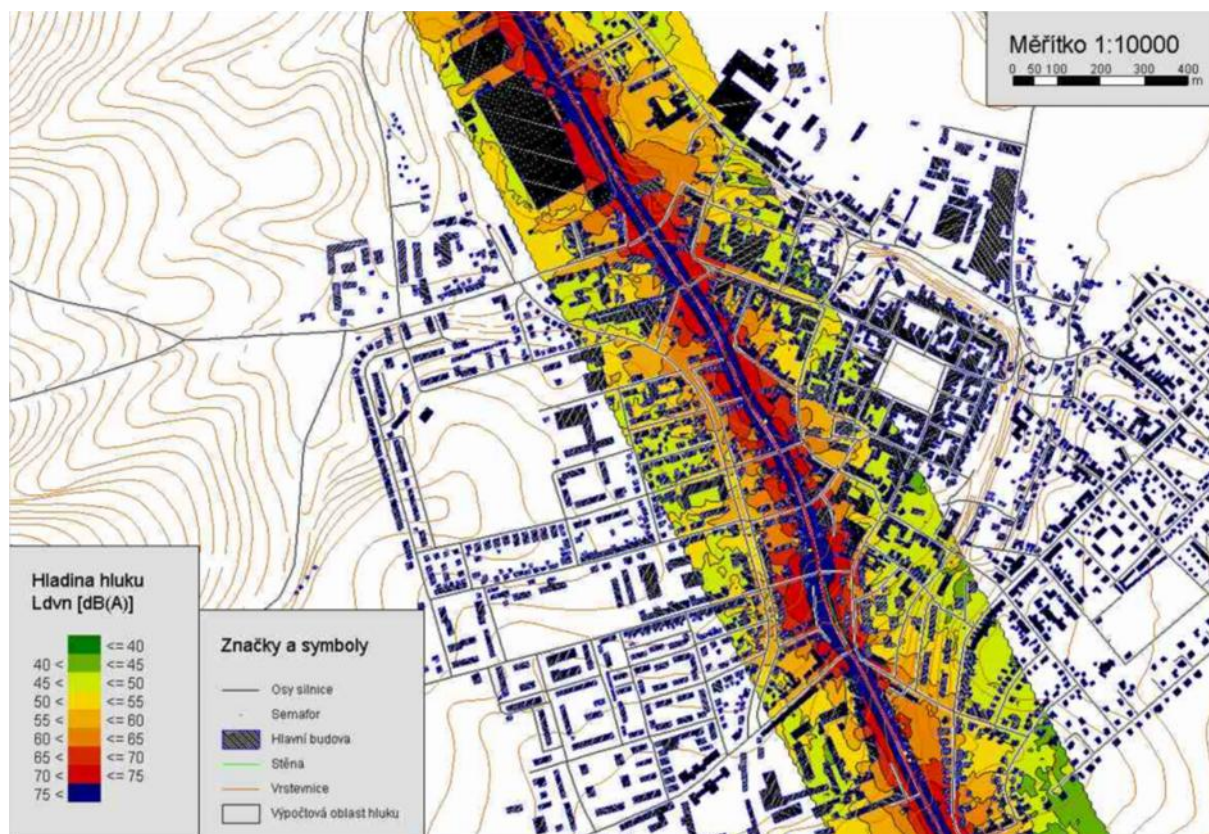 Měřítko 1:10000
0 50 100 200 300 400
m
Hladina hluku
Ldvn [dB(A)]
<= 40
40 < <= 45
45 < <= 50
50 < <= 55
55 < <= 60
60 < <= 65
65 < <= 70
70 < <= 75
75 <
Značky a symboly
Osy silnice
Semafor
Hlavní budova
Stěna
Vrstevnice
Výpočtová oblast hluku